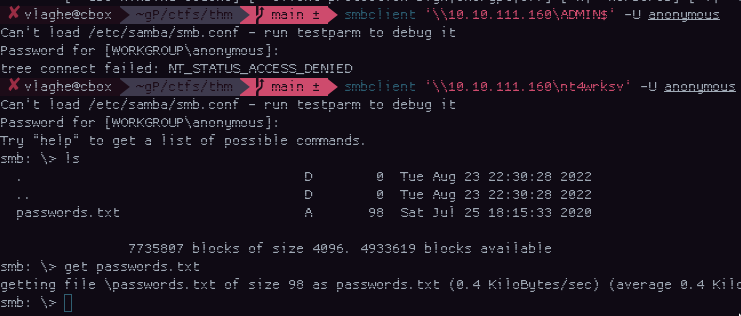 ✘ vlaghe@cbox ~gP/ctfs/thm main ± smbclient '\\10.10.111.160\ADMIN$' -U anonymous
Can't load /etc/samba/smb.conf - run testparm to debug it
Password for [WORKGROUP\anonymous]:
tree connect failed: NT_STATUS_ACCESS_DENIED
✘ vlaghe@cbox ~gP/ctfs/thm main ± smbclient '\\10.10.111.160\nt4wrksv' -U anonymous
Can't load /etc/samba/smb.conf - run testparm to debug it
Password for [WORKGROUP\anonymous]:
Try "help" to get a list of possible commands.
smb: \> ls
. D 0 Tue Aug 23 22:30:28 2022
.. D 0 Tue Aug 23 22:30:28 2022
passwords.txt A 98 Sat Jul 25 18:15:33 2020
7735807 blocks of size 4096. 4933619 blocks available
smb: \> get passwords.txt
getting file \passwords.txt of size 98 as passwords.txt (0.4 KiloBytes/sec) (average 0.4 Kilo
smb: \>